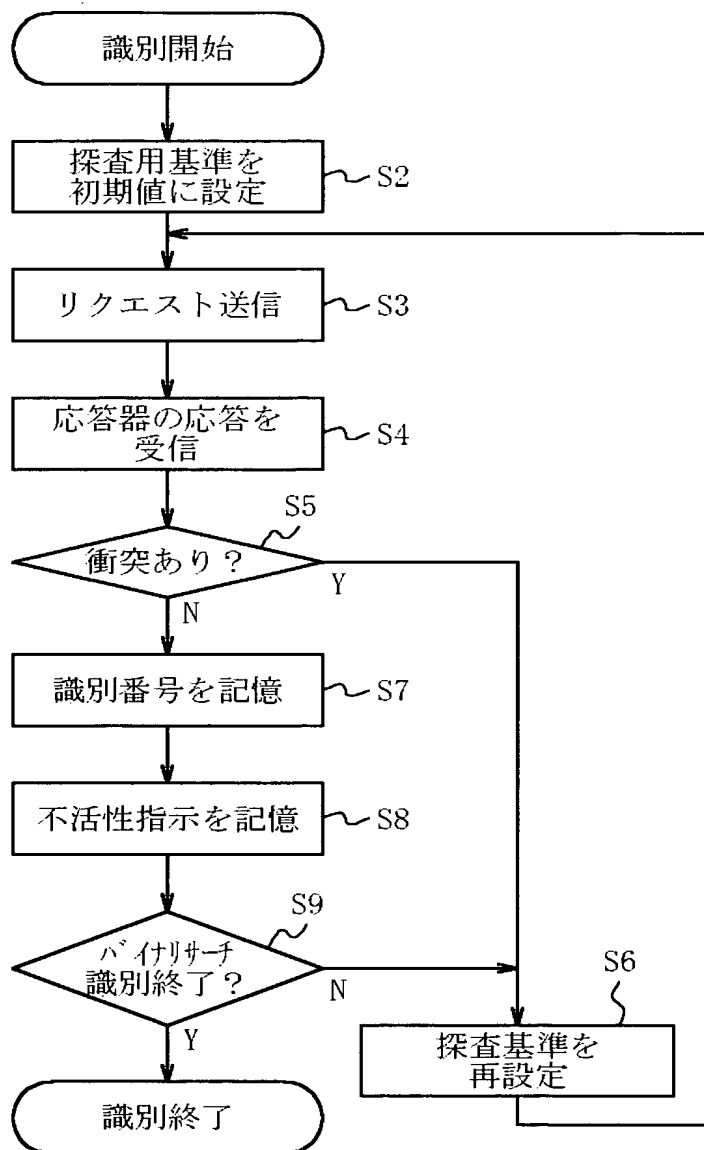 識別開始
探査用基準を
初期値に設定
S2
リクエスト送信
S3
応答器の応答を
受信
S4
S5
衝突あり？
Y
N
識別番号を記憶
S7
不活性指示を記憶
S8
S9
バイナリサーチ
識別終了？
N
Y
S6
探査基準を
再設定
識別終了